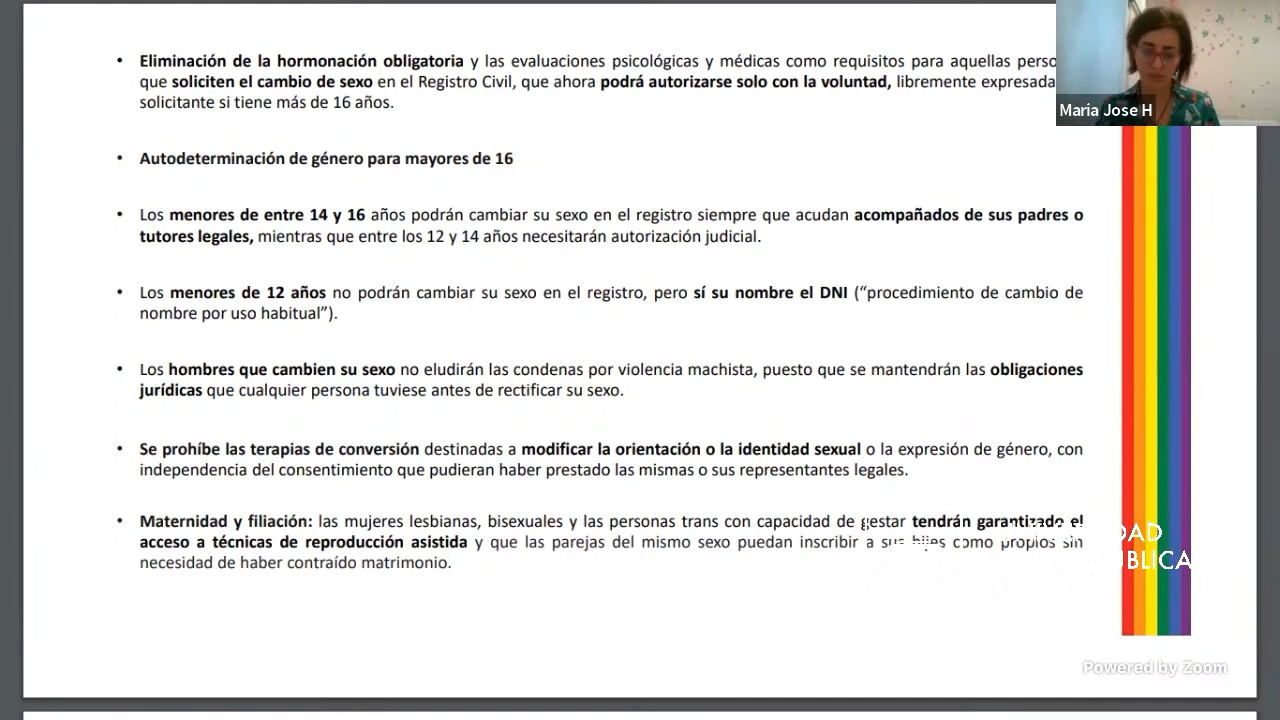 • Eliminación de la hormonación obligatoria y las evaluaciones psicológicas y médicas como requisitos para aquellas perso
que soliciten el cambio de sexo en el Registro Civil, que ahora podrá autorizarse solo con la voluntad, libremente expresada
solicitante si tiene más de 16 años.
Maria Jose H
• Autodeterminación de género para mayores de 16
• Los menores de entre 14 y 16 años podrán cambiar su sexo en el registro siempre que acudan acompañados de sus padres o
tutores legales, mientras que entre los 12 y 14 años necesitarán autorización judicial.
• Los menores de 12 años no podrán cambiar su sexo en el registro, pero sí su nombre el DNI (“procedimiento de cambio de
nombre por uso habitual”).
• Los hombres que cambien su sexo no eludirán las condenas por violencia machista, puesto que se mantendrán las obligaciones
jurídicas que cualquier persona tuviese antes de rectificar su sexo.
• Se prohíbe las terapias de conversión destinadas a modificar la orientación o la identidad sexual o la expresión de género, con
independencia del consentimiento que pudieran haber prestado las mismas o sus representantes legales.
• Maternidad y filiación: las mujeres lesbianas, bisexuales y las personas trans con capacidad de gestar tendrán garantizado el
acceso a técnicas de reproducción asistida y que las parejas del mismo sexo puedan inscribir a sus hijos como propios sin
necesidad de haber contraído matrimonio.
DAD
BLICA
Powered by Zoom